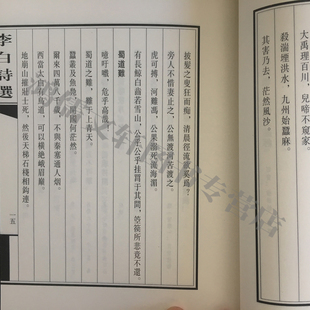 大禹理百川，兒啼不窺家。
殺湍堙洪水，九州始蠶麻。
其害乃去，茫然風沙。
披髮之叟狂而痴，清晨徑流欲奚爲？
旁人不惜妻止之，公無渡河苦渡之。
虎可搏，河難馮，公果溺死流海湄。
有長鯨白齒若雪山，公乎公乎挂罥于其間，箜篌所悲竟不還。
蜀道難
噫吁嚱，危乎高哉！
蜀道之難，難于上青天。
蠶叢及魚鳧，開國何茫然。
爾來四萬八千歲，不與秦塞通人烟。
西當太白有鳥道，可以橫絕峨眉巔。
地崩山摧壯士死，然後天梯石棧相鈎連。
李白詩選
一五